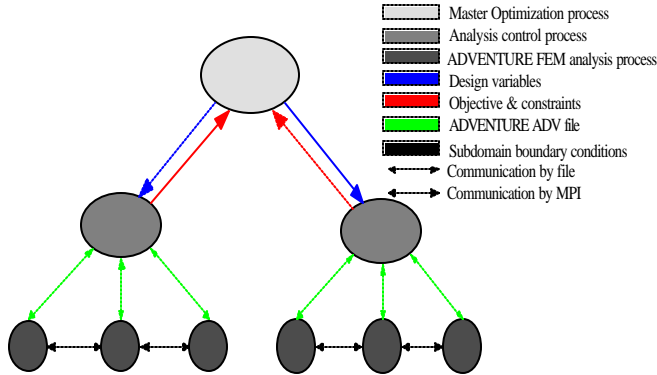 Master Optimization process
Analysis control process
ADVENTURE FEM analysis process
Design variables
Objective & constraints
ADVENTURE ADV file
Subdomain boundary conditions
Communication by file
Communication by MPI